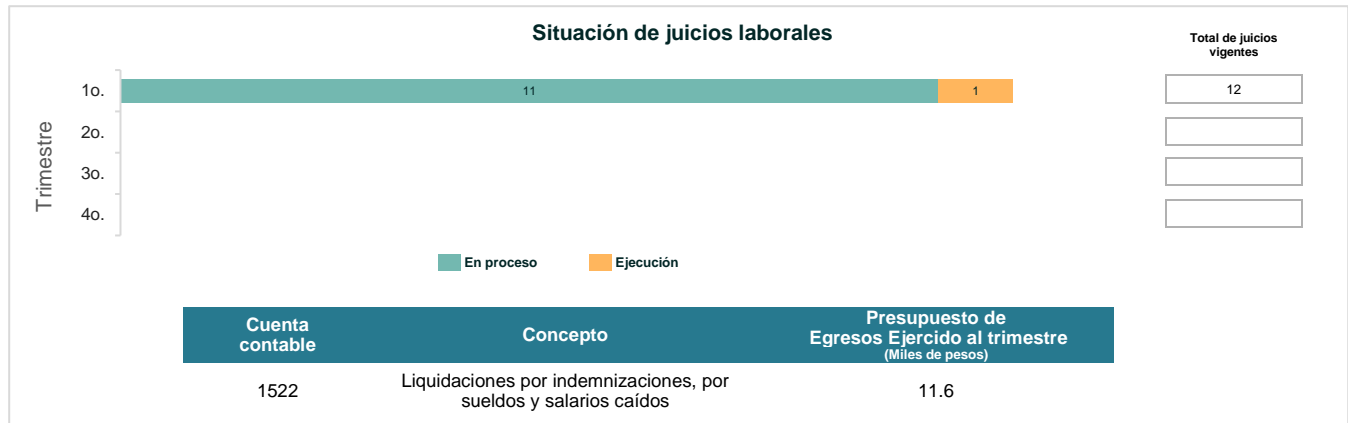 Situación de juicios laborales
Total de juicios
vigentes
Trimestre
1o.
11
1
12
2o.
3o.
4o.
En proceso
Ejecución
Cuenta
contable
Concepto
Presupuesto de
Egresos Ejercido al trimestre
(Miles de pesos)
1522
Liquidaciones por indemnizaciones, por
sueldos y salarios caídos
11.6